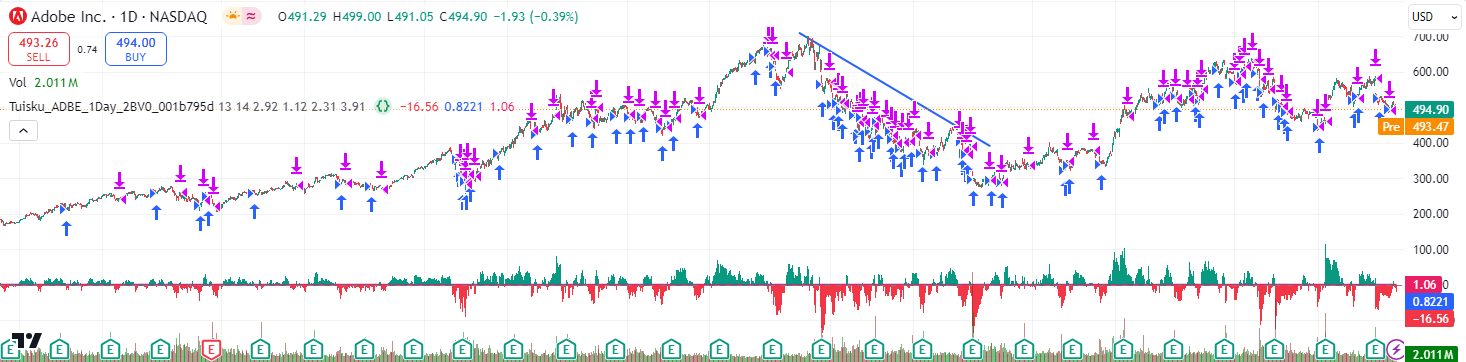 Adobe Inc. · 1D · NASDAQ O491.29 H499.00 L491.05 C494.90 −1.93 (−0.39%)
USD
493.26 SELL
0.74
494.00 BUY
Vol 2.011M
Tuisku_ADBE_1Day_2BV0_001b795d 13 14 2.92 1.12 2.31 3.91 {} −16.56 0.8221 1.06
700.00
600.00
494.90
Pre 493.47
400.00
300.00
200.00
100.00
1.06
0.8221
−16.56
2.011M
E E E E E E E E E E E E E E E E E E E E E E E E E E E E